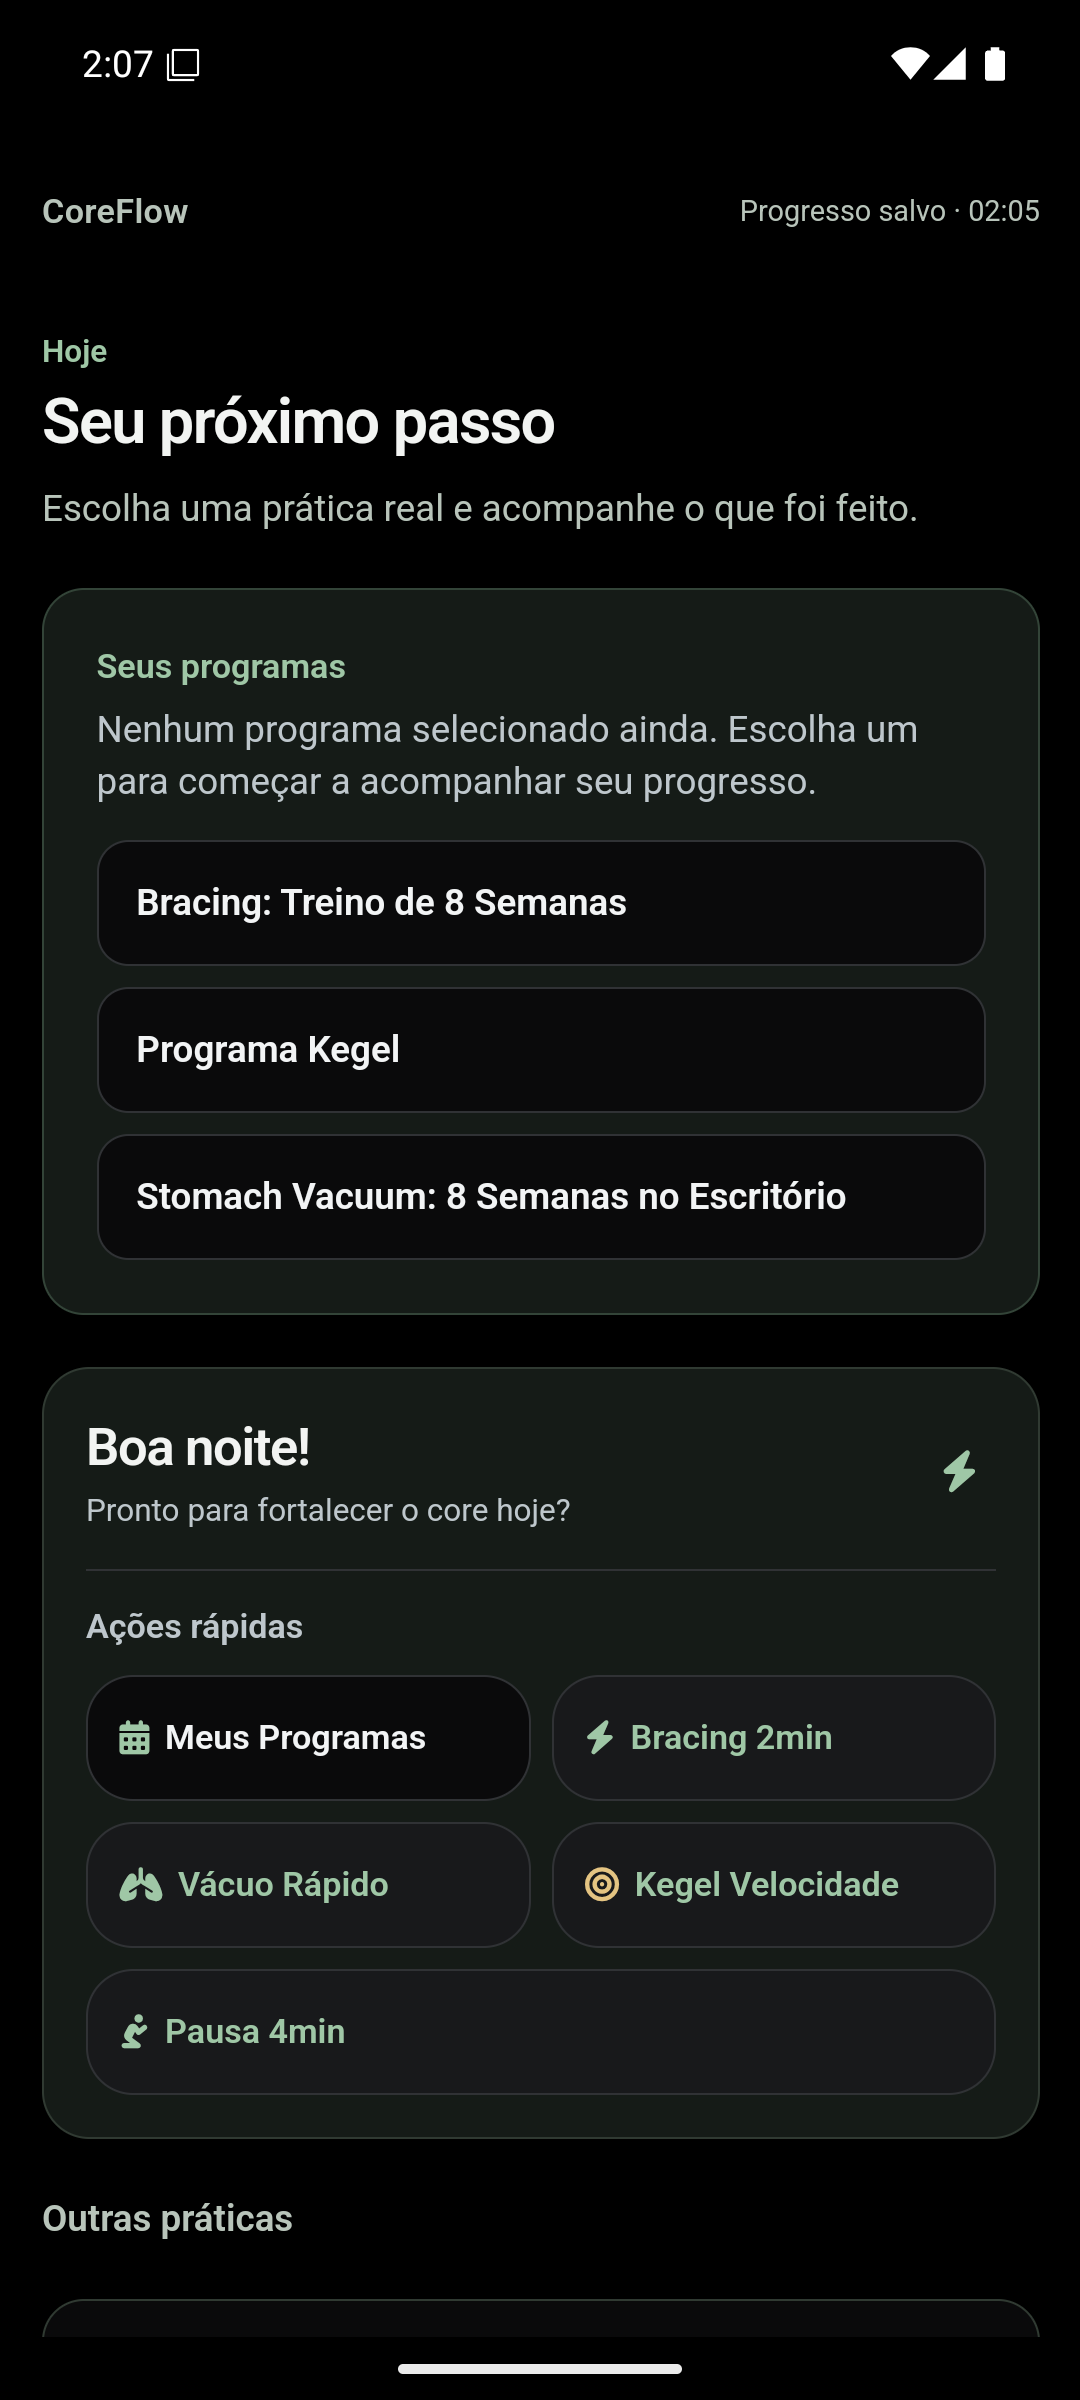 2:07
CoreFlow
Progresso salvo · 02:05
Hoje
Seu próximo passo
Escolha uma prática real e acompanhe o que foi feito.
Seus programas
Nenhum programa selecionado ainda. Escolha um
para começar a acompanhar seu progresso.
Bracing: Treino de 8 Semanas
Programa Kegel
Stomach Vacuum: 8 Semanas no Escritório
Boa noite!
Pronto para fortalecer o core hoje?
Ações rápidas
Meus Programas
Bracing 2min
Vácuo Rápido
Kegel Velocidade
Pausa 4min
Outras práticas